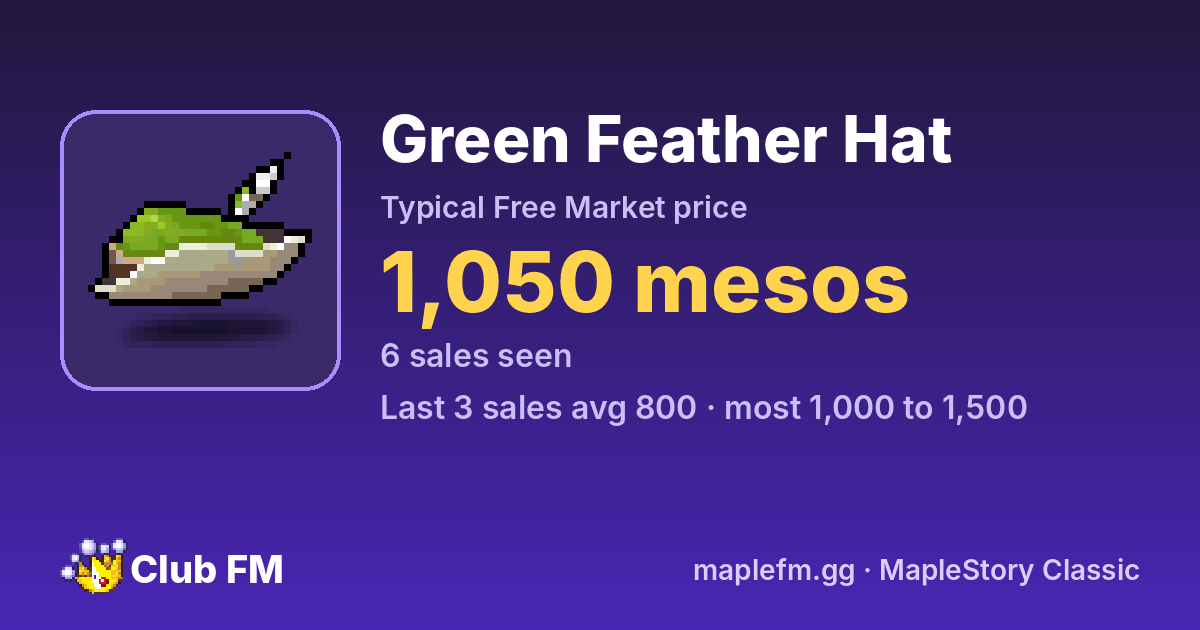 Green Feather Hat
Typical Free Market price
1,050 mesos
6 sales seen
Last 3 sales avg 800 · most 1,000 to 1,500
Club FM
maplefm.gg · MapleStory Classic